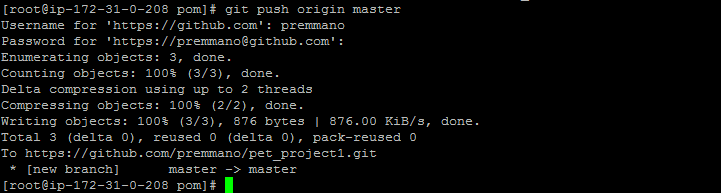 [root@ip-172-31-0-208 pom]# git push origin master
Username for 'https://github.com': premmano
Password for 'https://premmano@github.com':
Enumerating objects: 3, done.
Counting objects: 100% (3/3), done.
Delta compression using up to 2 threads
Compressing objects: 100% (2/2), done.
Writing objects: 100% (3/3), 876 bytes | 876.00 KiB/s, done.
Total 3 (delta 0), reused 0 (delta 0), pack-reused 0
To https://github.com/premmano/pet_project1.git
 * [new branch]      master -> master
[root@ip-172-31-0-208 pom]#